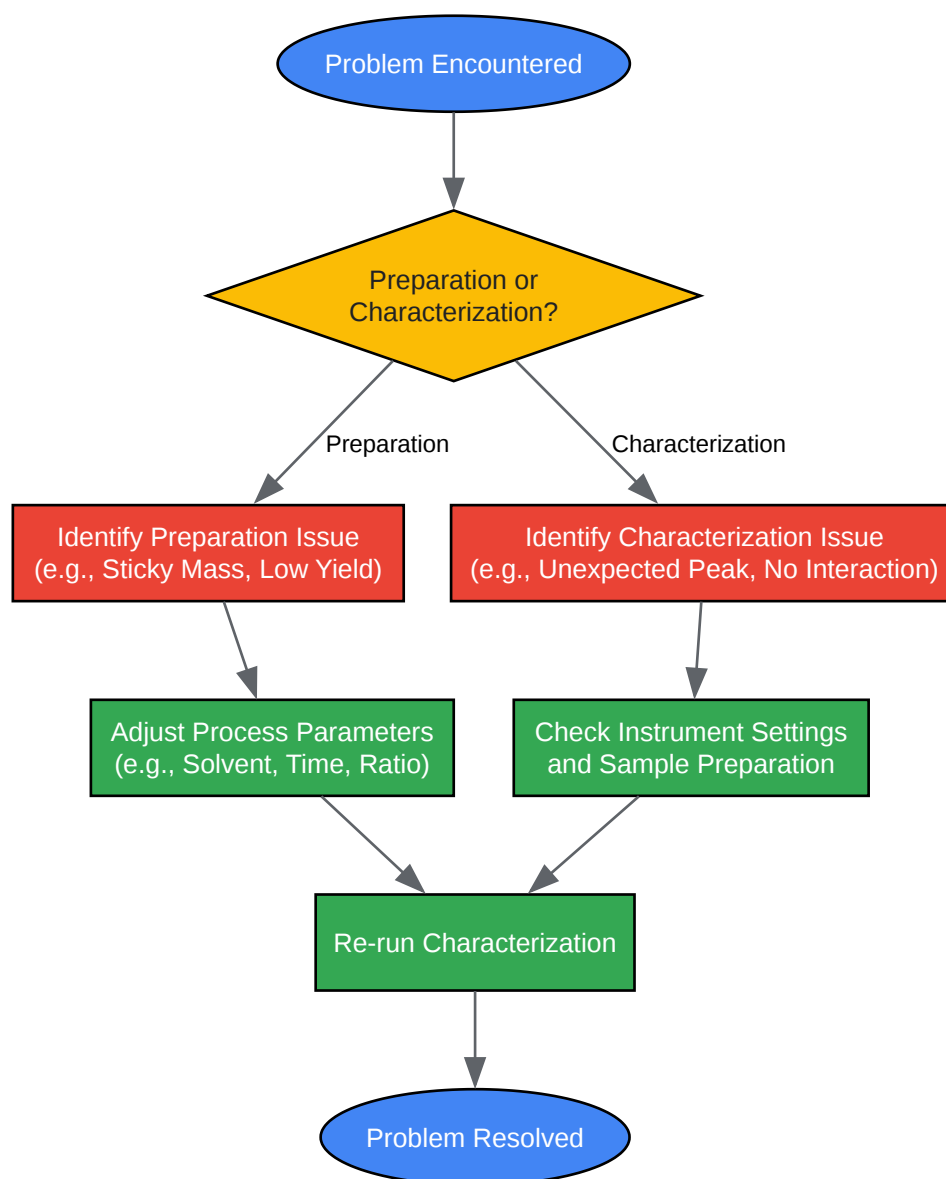 Problem Encountered
Preparation or
Characterization?
Preparation
Characterization
Identify Preparation Issue
(e.g., Sticky Mass, Low Yield)
Identify Characterization Issue
(e.g., Unexpected Peak, No Interaction)
Adjust Process Parameters
(e.g., Solvent, Time, Ratio)
Check Instrument Settings
and Sample Preparation
Re-run Characterization
Problem Resolved